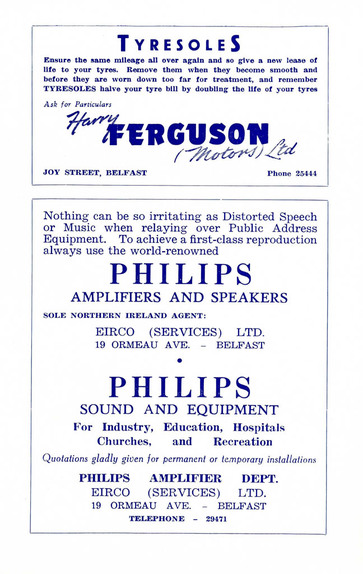 TYRESOLES
Ensure the same mileage all over again and so give a new lease of
life to your tyres. Remove them when they become smooth and
before they are worn down too far for treatment, and remember
TYRESOLES halve your tyre bill by doubling the life of your tyres
Ask for Particulars
Harry
FERGUSON
(Motors) Ltd
JOY STREET, BELFAST Phone 25444
Nothing can be so irritating as Distorted Speech
or Music when relaying over Public Address
Equipment. To achieve a first-class reproduction
always use the world-renowned
PHILIPS
AMPLIFIERS AND SPEAKERS
SOLE NORTHERN IRELAND AGENT:
EIRCO (SERVICES) LTD.
19 ORMEAU AVE. – BELFAST
•
PHILIPS
SOUND AND EQUIPMENT
For Industry, Education, Hospitals
Churches, and Recreation
Quotations gladly given for permanent or temporary installations
PHILIPS AMPLIFIER DEPT.
EIRCO (SERVICES) LTD.
19 ORMEAU AVE. – BELFAST
TELEPHONE – 29471